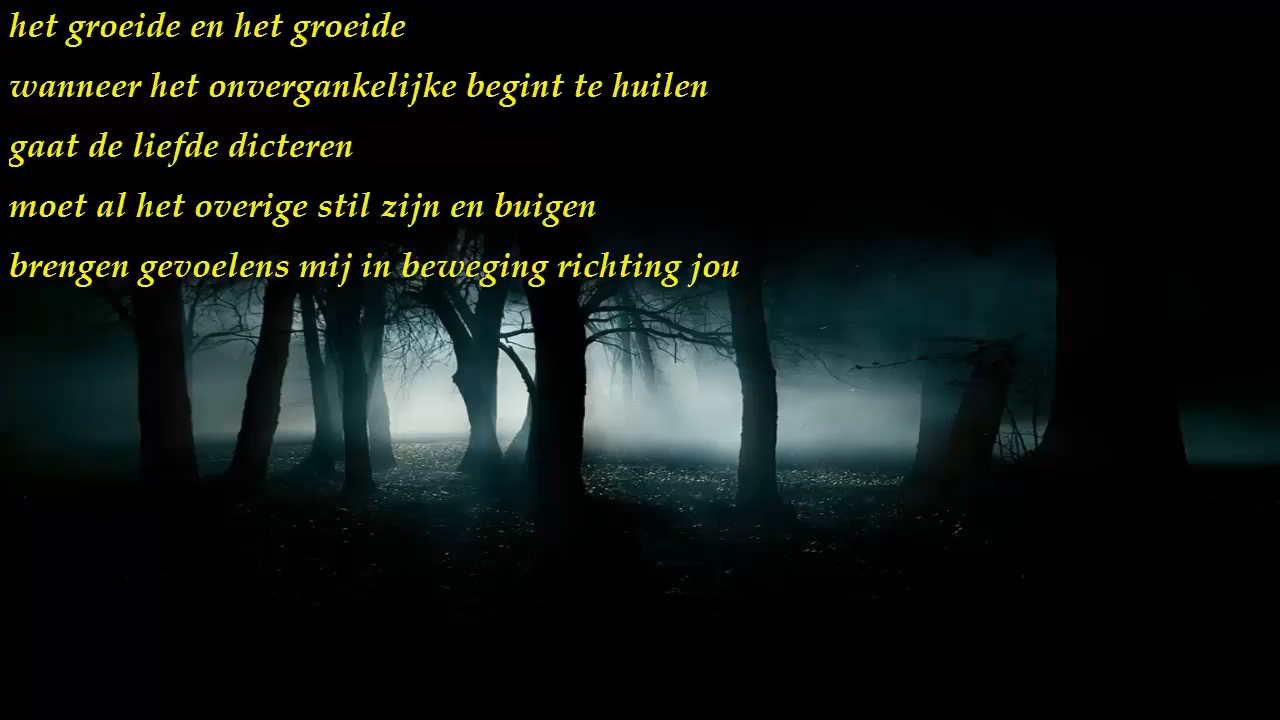 het groeide en het groeide
wanneer het onvergankelijke begint te huilen
gaat de liefde dicteren
moet al het overige stil zijn en buigen
brengen gevoelens mij in beweging richting jou